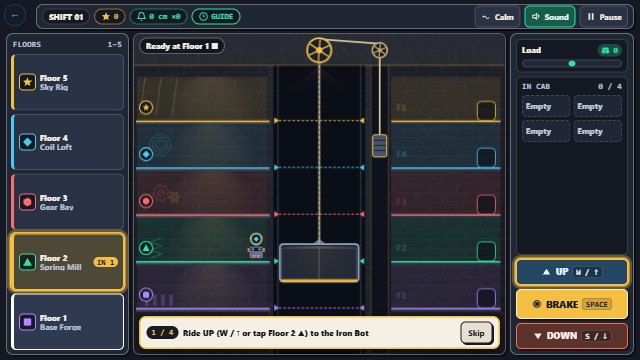 SHIFT 01
0
0 cm ×0
GUIDE
Calm
Sound
Pause
FLOORS 1-5
Floor 5
Sky Rig
Floor 4
Coil Loft
Floor 3
Gear Bay
Floor 2
Spring Mill
IN 1
Floor 1
Base Forge
Ready at Floor 1
F5
F4
F3
F2
F1
1 / 4 Ride UP (W / ↑ or tap Floor 2 ▲) to the Iron Bot
Skip
Load 0
IN CAB 0 / 4
Empty Empty
Empty Empty
▲ UP W / ↑
BRAKE SPACE
▼ DOWN S / ↓